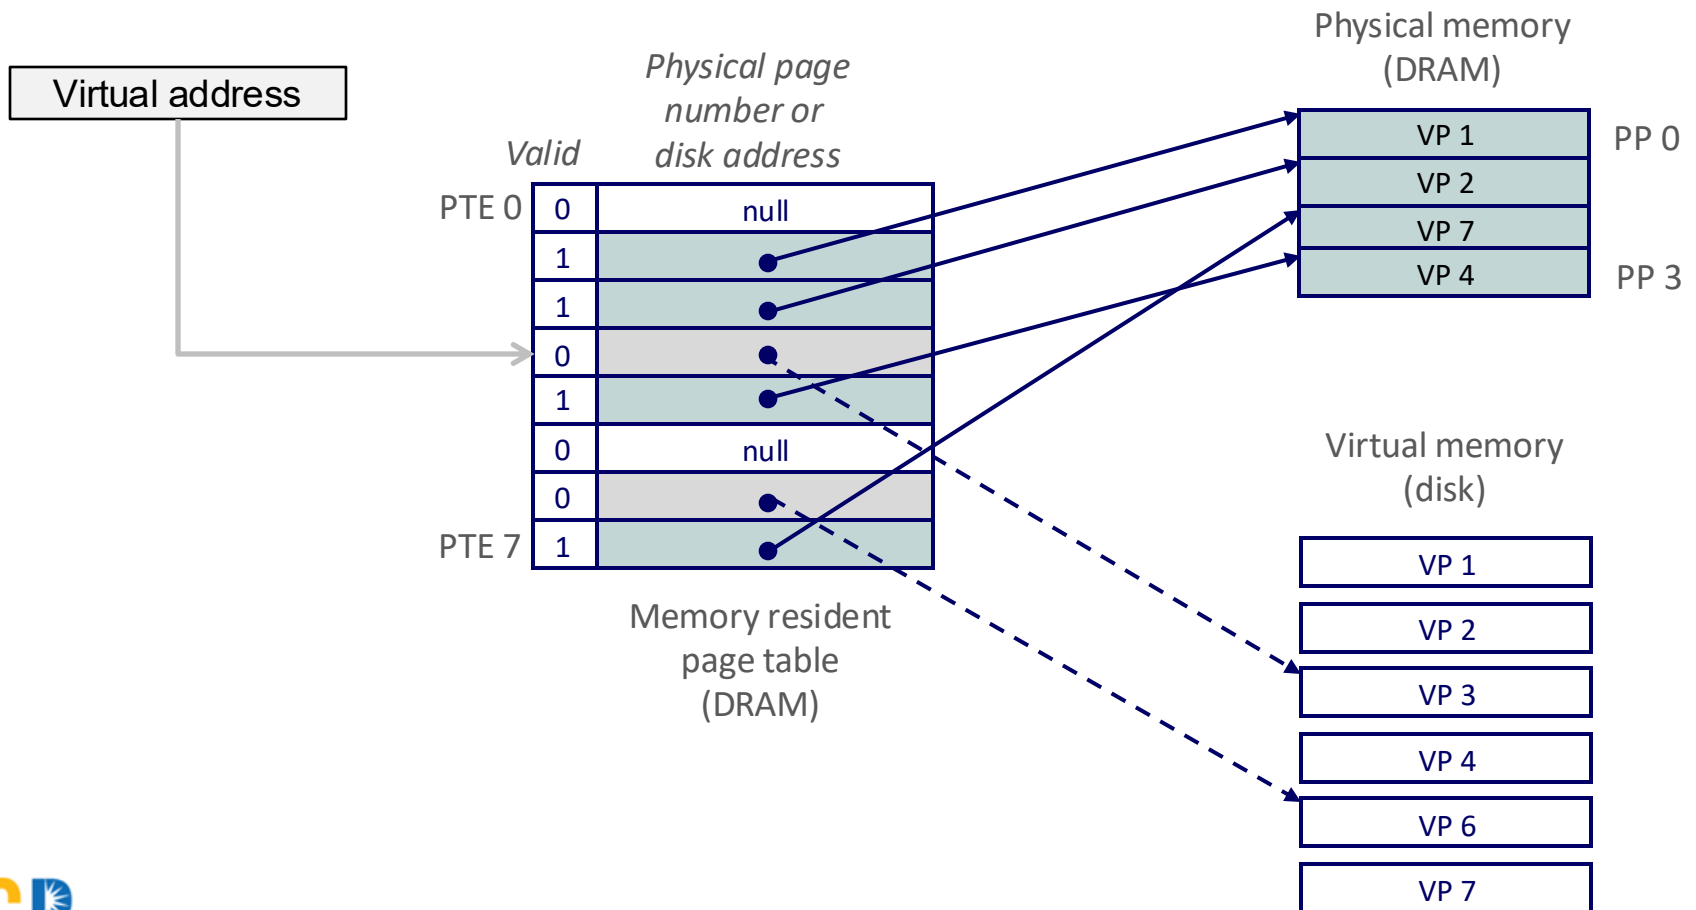 Virtual address
Physical page
number or
disk address
Valid
PTE 0
0
null
1
1
0
1
0
null
0
PTE 7
1
Memory resident
page table
(DRAM)
Physical memory
(DRAM)
VP 1
PP 0
VP 2
VP 7
VP 4
PP 3
Virtual memory
(disk)
VP 1
VP 2
VP 3
VP 4
VP 6
VP 7